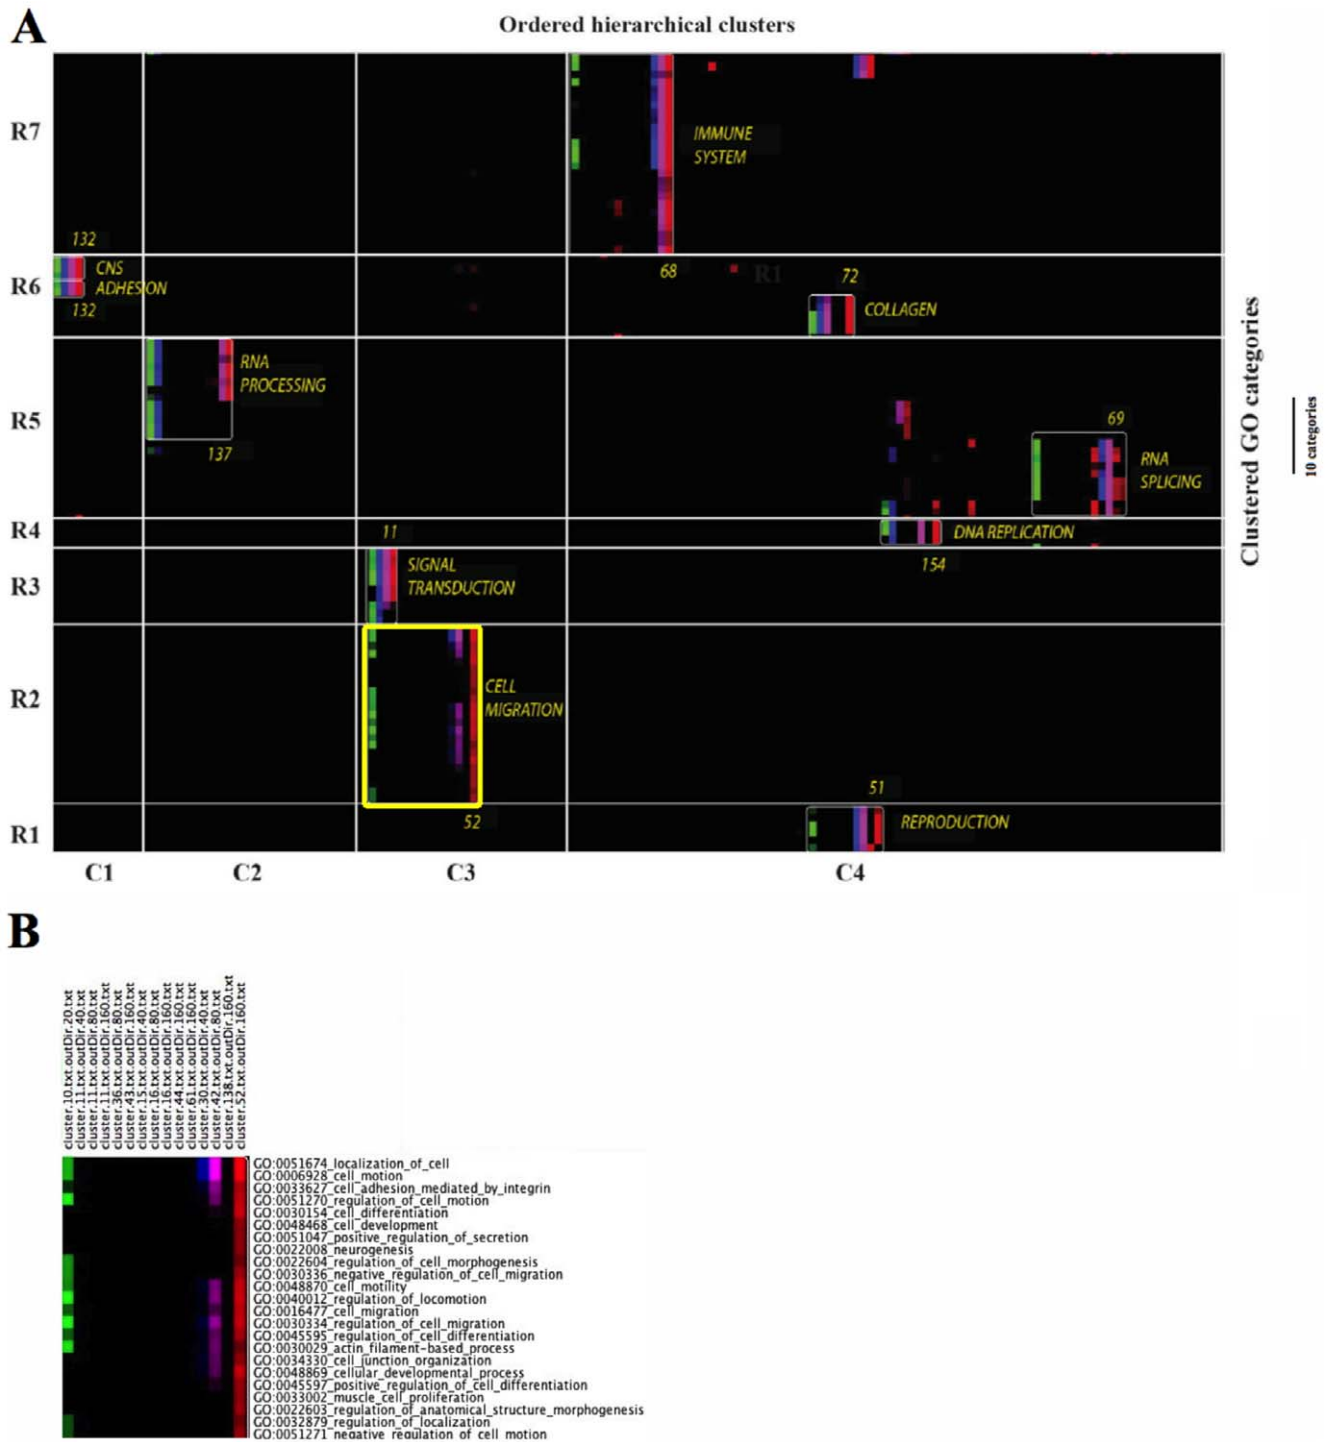 A
Ordered hierarchical clusters
R7
IMMUNE
SYSTEM
132
R6
CNS
ADHESION
132
68
R1
72
COLLAGEN
R5
RNA
PROCESSING
137
69
RNA
SPLICING
R4
11
DNA REPLICATION
154
R3
SIGNAL
TRANSDUCTION
R2
CELL
MIGRATION
52
51
R1
REPRODUCTION
C1
C2
C3
C4
Clustered GO categories
10 categories
B
cluster.10.txt.outDir.20.txt
cluster.11.txt.outDir.40.txt
cluster.11.txt.outDir.80.txt
cluster.11.txt.outDir.160.txt
cluster.36.txt.outDir.80.txt
cluster.43.txt.outDir.160.txt
cluster.15.txt.outDir.40.txt
cluster.16.txt.outDir.80.txt
cluster.16.txt.outDir.160.txt
cluster.44.txt.outDir.160.txt
cluster.61.txt.outDir.160.txt
cluster.30.txt.outDir.40.txt
cluster.42.txt.outDir.80.txt
cluster.138.txt.outDir.160.txt
cluster.52.txt.outDir.160.txt
GO:0051674_localization_of_cell
GO:0006928_cell_motion
GO:0033627_cell_adhesion_mediated_by_integrin
GO:0051270_regulation_of_cell_motion
GO:0030154_cell_differentiation
GO:0048468_cell_development
GO:0051047_positive_regulation_of_secretion
GO:0022008_neurogenesis
GO:0022604_regulation_of_cell_morphogenesis
GO:0030336_negative_regulation_of_cell_migration
GO:0048870_cell_motility
GO:0040012_regulation_of_locomotion
GO:0016477_cell_migration
GO:0030334_regulation_of_cell_migration
GO:0045595_regulation_of_cell_differentiation
GO:0030029_actin_filament-based_process
GO:0034330_cell_junction_organization
GO:0048869_cellular_developmental_process
GO:0045597_positive_regulation_of_cell_differentiation
GO:0033002_muscle_cell_proliferation
GO:0022603_regulation_of_anatomical_structure_morphogenesis
GO:0032879_regulation_of_localization
GO:0051271_negative_regulation_of_cell_motion